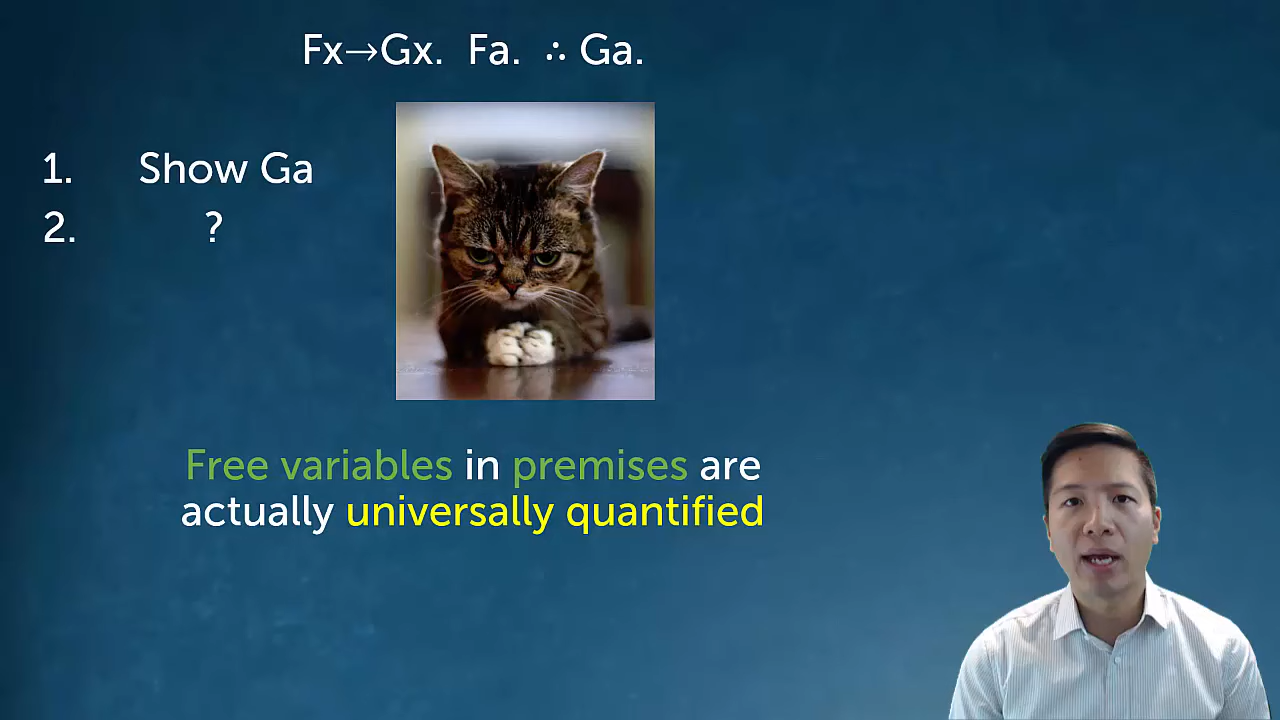 Fx→Gx. Fa. ∴ Ga.
1. Show Ga
2. ?
Free variables in premises are
actually universally quantified